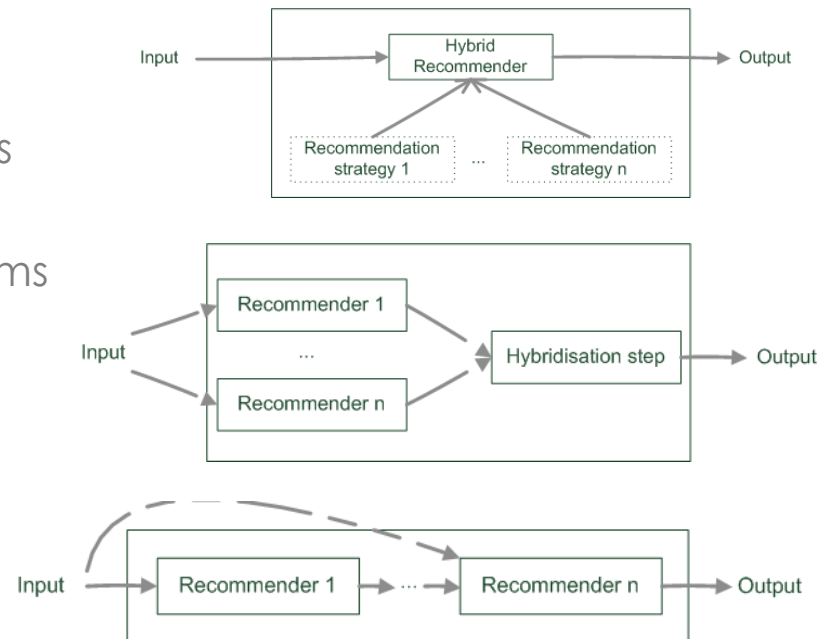 Hybrid
Recommender
Input
Output
Recommendation
strategy 1
...
Recommendation
strategy n
s
ms
Recommender 1
Input
...
Hybridisation step
Output
Recommender n
Input
Recommender 1
...
Recommender n
Output